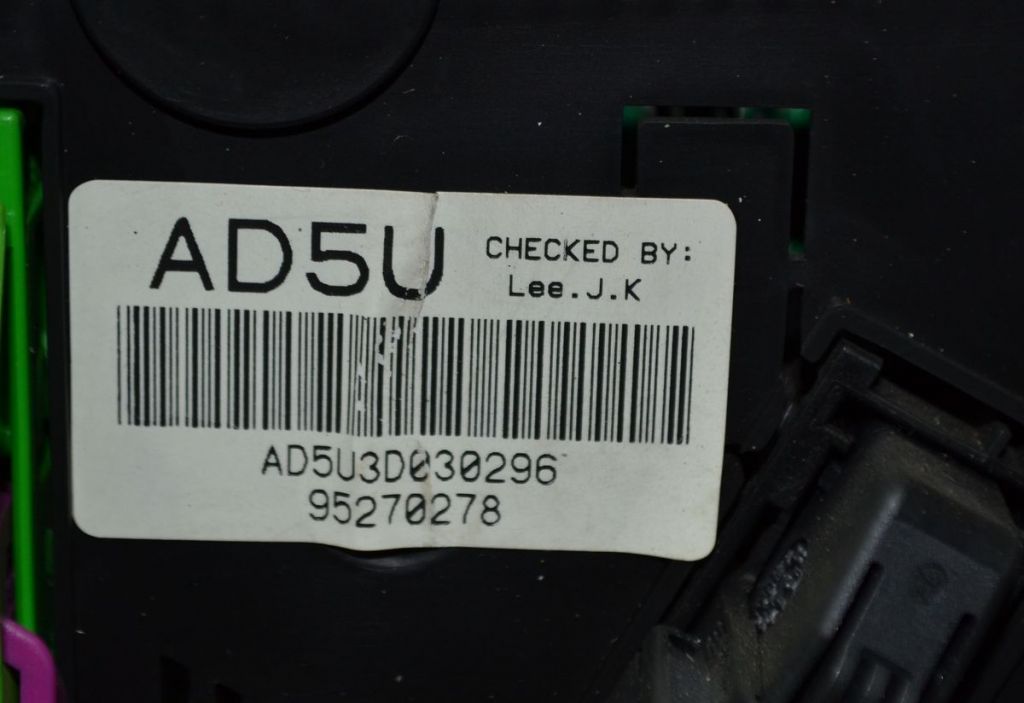 AD5U
CHECKED BY:
Lee.J.K
AD5U3D030296
95270278